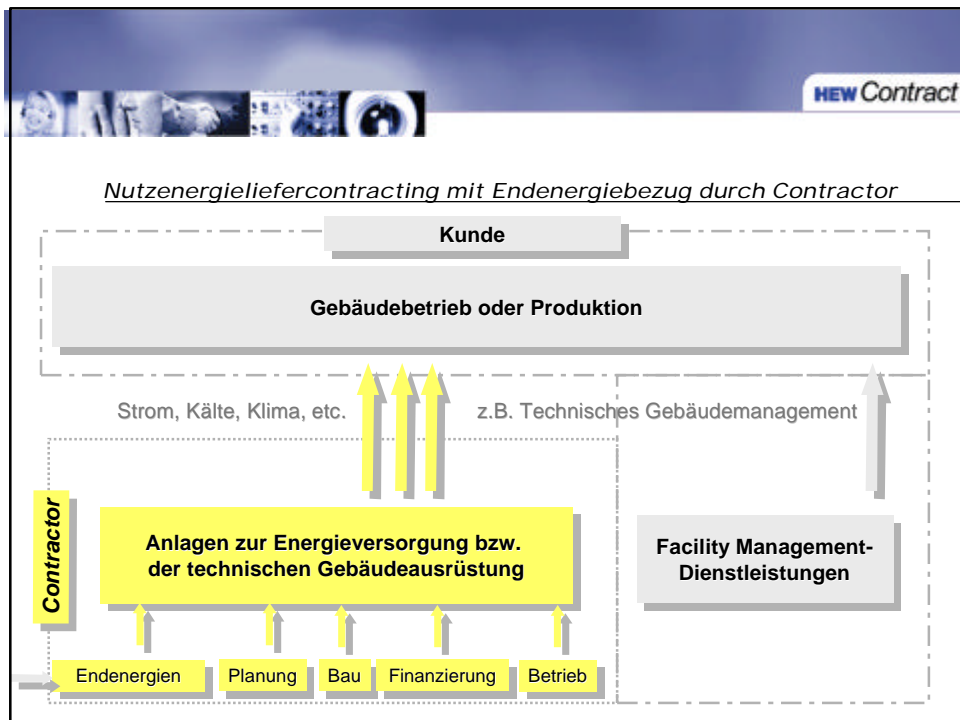 HEW Contract
Nutzenergieliefercontracting mit Endenergiebezug durch Contractor
Kunde
Gebäudebetrieb oder Produktion
Strom, Kälte, Klima, etc.
z.B. Technisches Gebäudemanagement
Contractor
Anlagen zur Energieversorgung bzw.
der technischen Gebäudeausrüstung
Facility Management-
Dienstleistungen
Endenergien
Planung
Bau
Finanzierung
Betrieb